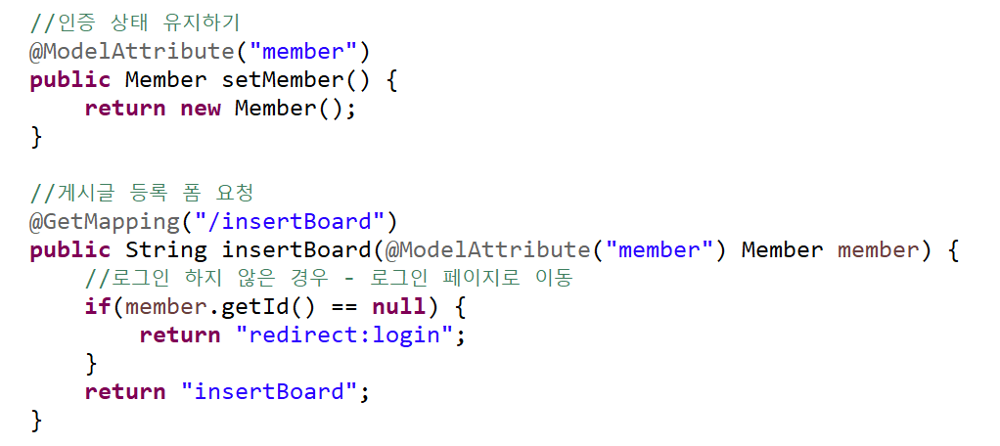 //인증 상태 유지하기
@ModelAttribute("member")
public Member setMember() {
    return new Member();
}

//게시글 등록 폼 요청
@GetMapping("/insertBoard")
public String insertBoard(@ModelAttribute("member") Member member) {
    //로그인 하지 않은 경우 - 로그인 페이지로 이동
    if(member.getId() == null) {
        return "redirect:login";
    }
    return "insertBoard";
}